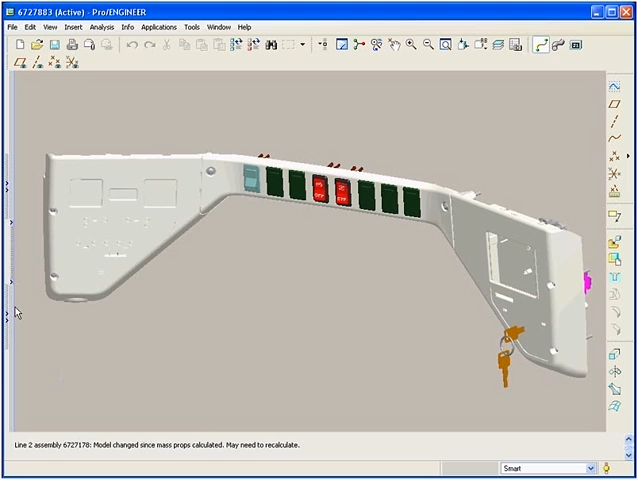 6727883 (Active) - Pro/ENGINEER
File Edit View Insert Analysis Info Applications Tools Window Help
Line 2 assembly 6727178: Model changed since mass props calculated. May need to recalculate.
Smart